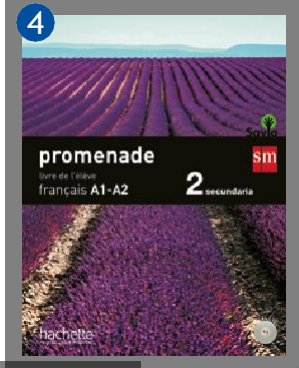 4
Savia
promenade
sm
livre de l'élève
français A1-A2
2 secundaria
hachette